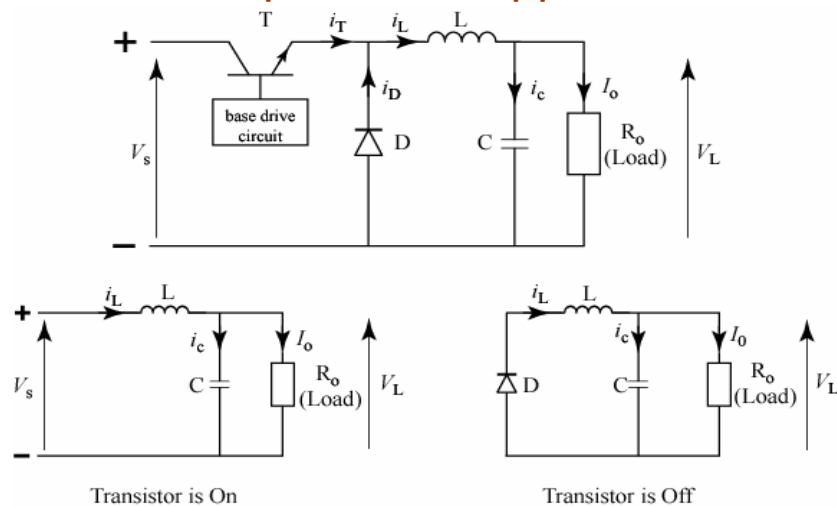 T
i_T
i_L
L
+
i_D
i_c
I_o
base drive
circuit
V_s
D
C
R_o
(Load)
V_L
−
i_L
L
+
i_c
I_o
V_s
C
R_o
(Load)
V_L
−
Transistor is On
i_L
L
i_c
I_0
D
C
R_o
(Load)
V_L
Transistor is Off